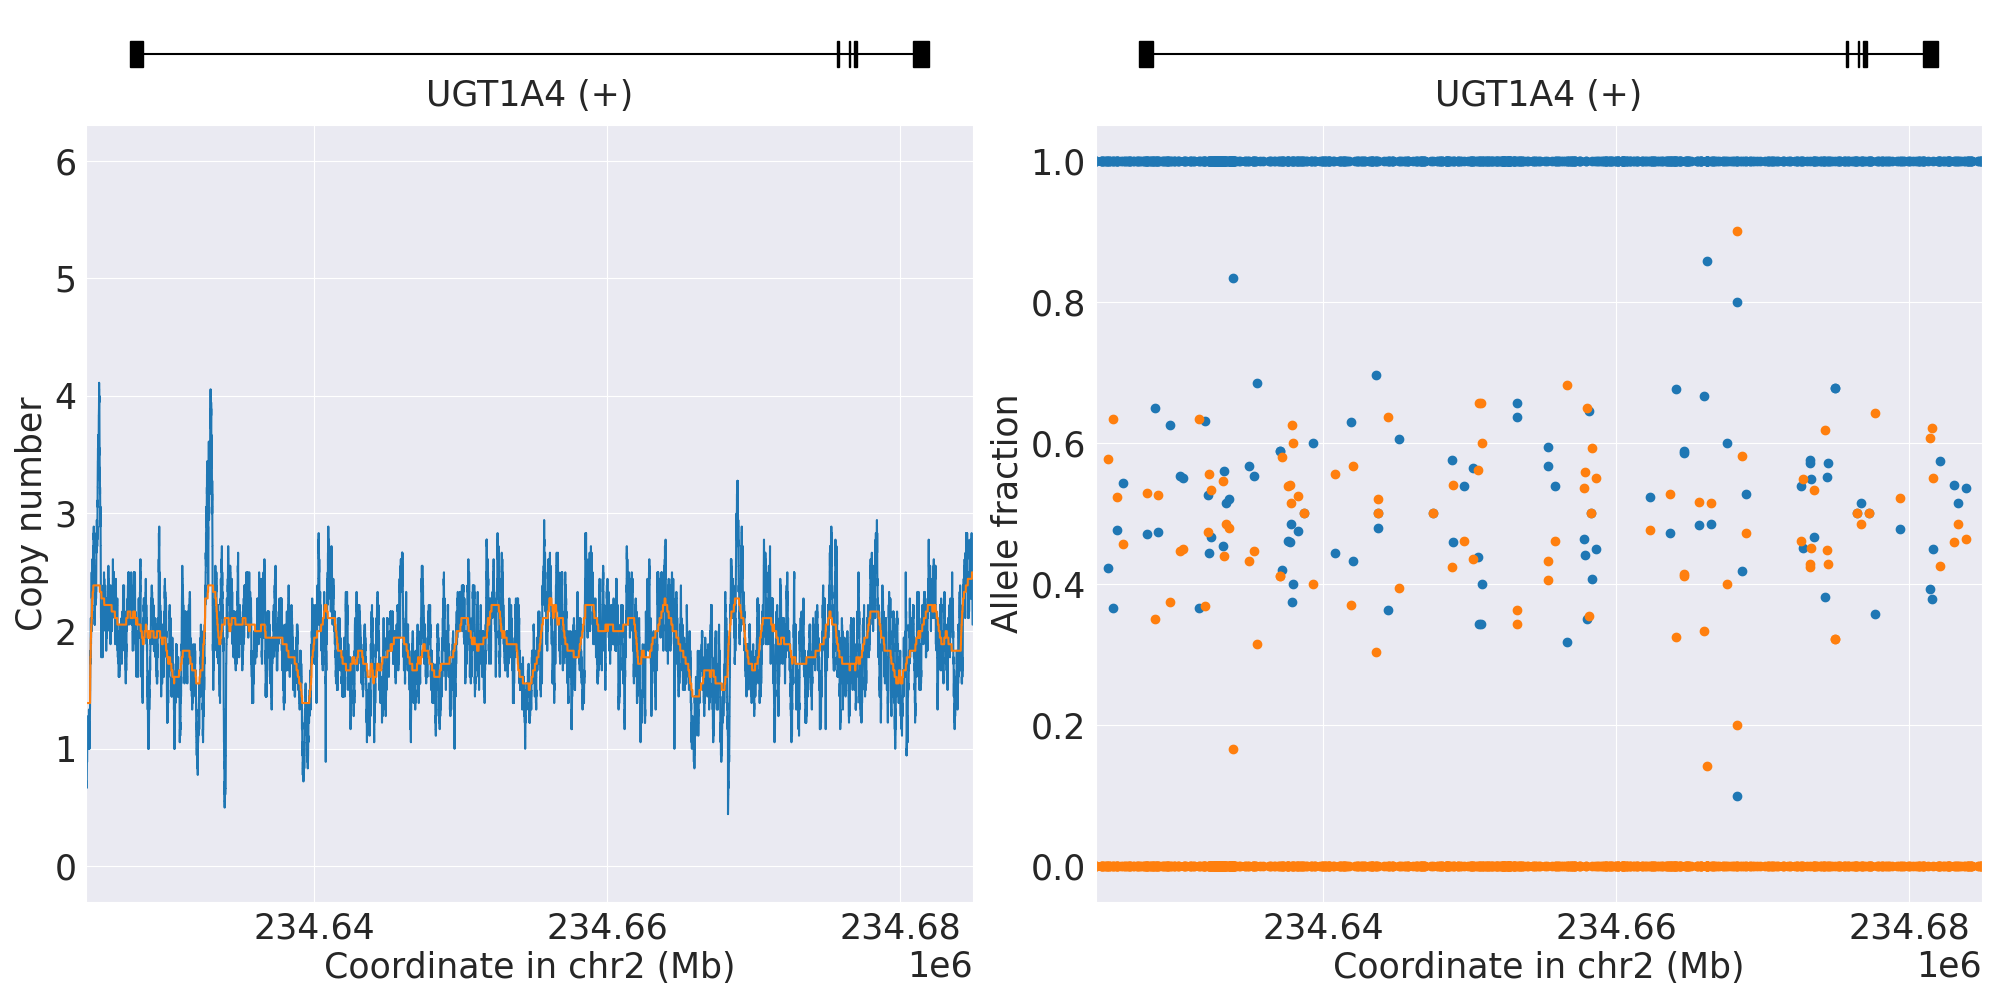 UGT1A4 (+)
Copy number
6
5
4
3
2
1
0
234.64
234.66
234.68
1e6
Coordinate in chr2 (Mb)
UGT1A4 (+)
Allele fraction
1.0
0.8
0.6
0.4
0.2
0.0
234.64
234.66
234.68
1e6
Coordinate in chr2 (Mb)